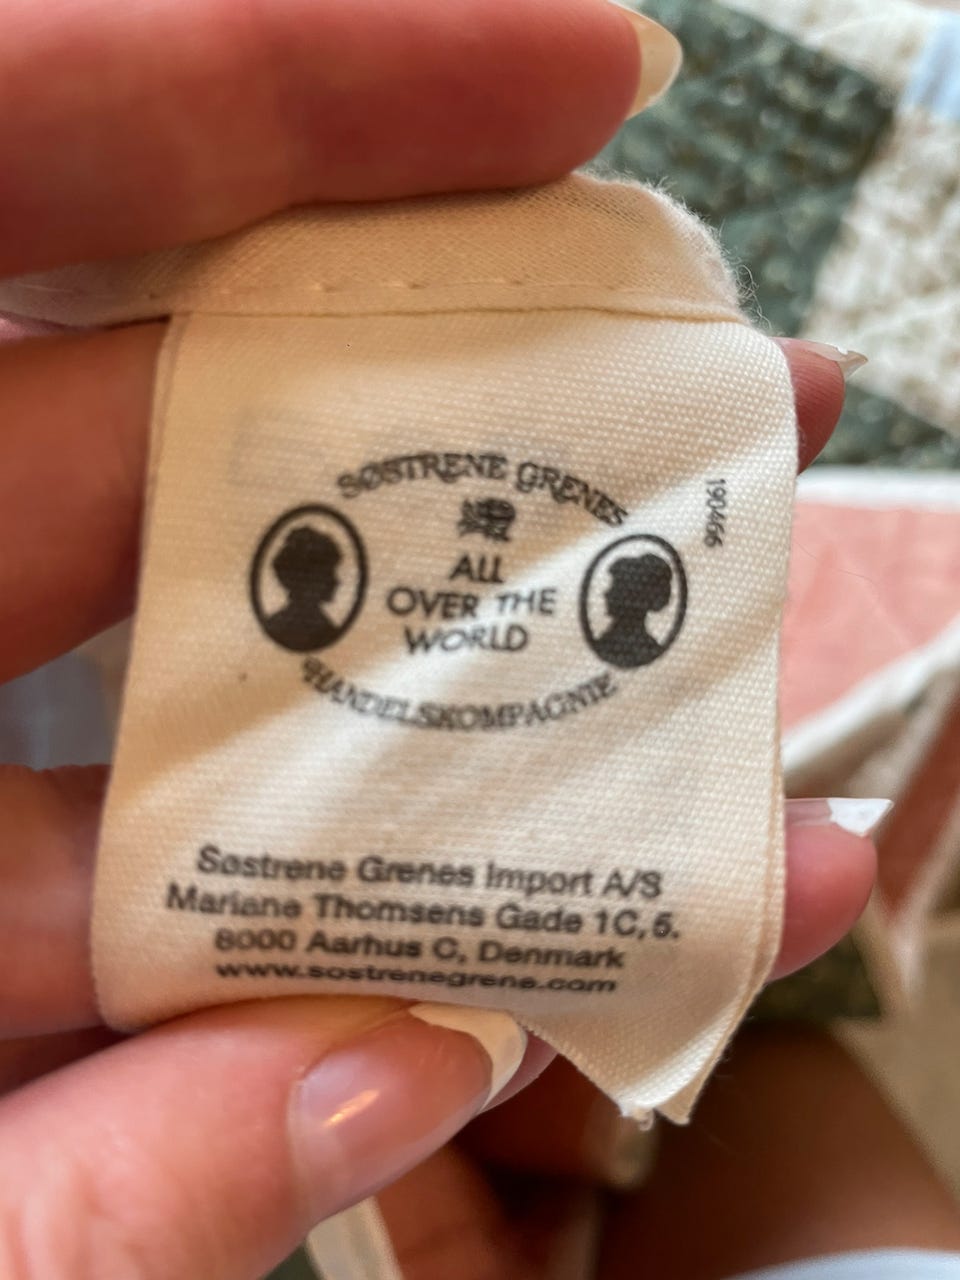 SØSTRENE GRENES
ALL
OVER THE
WORLD
HANDELSKOMPAGNIE
190466
Søstrene Grenes Import A/S
Mariane Thomsens Gade 1C, 5.
8000 Aarhus C, Denmark
www.sostrenegrene.com